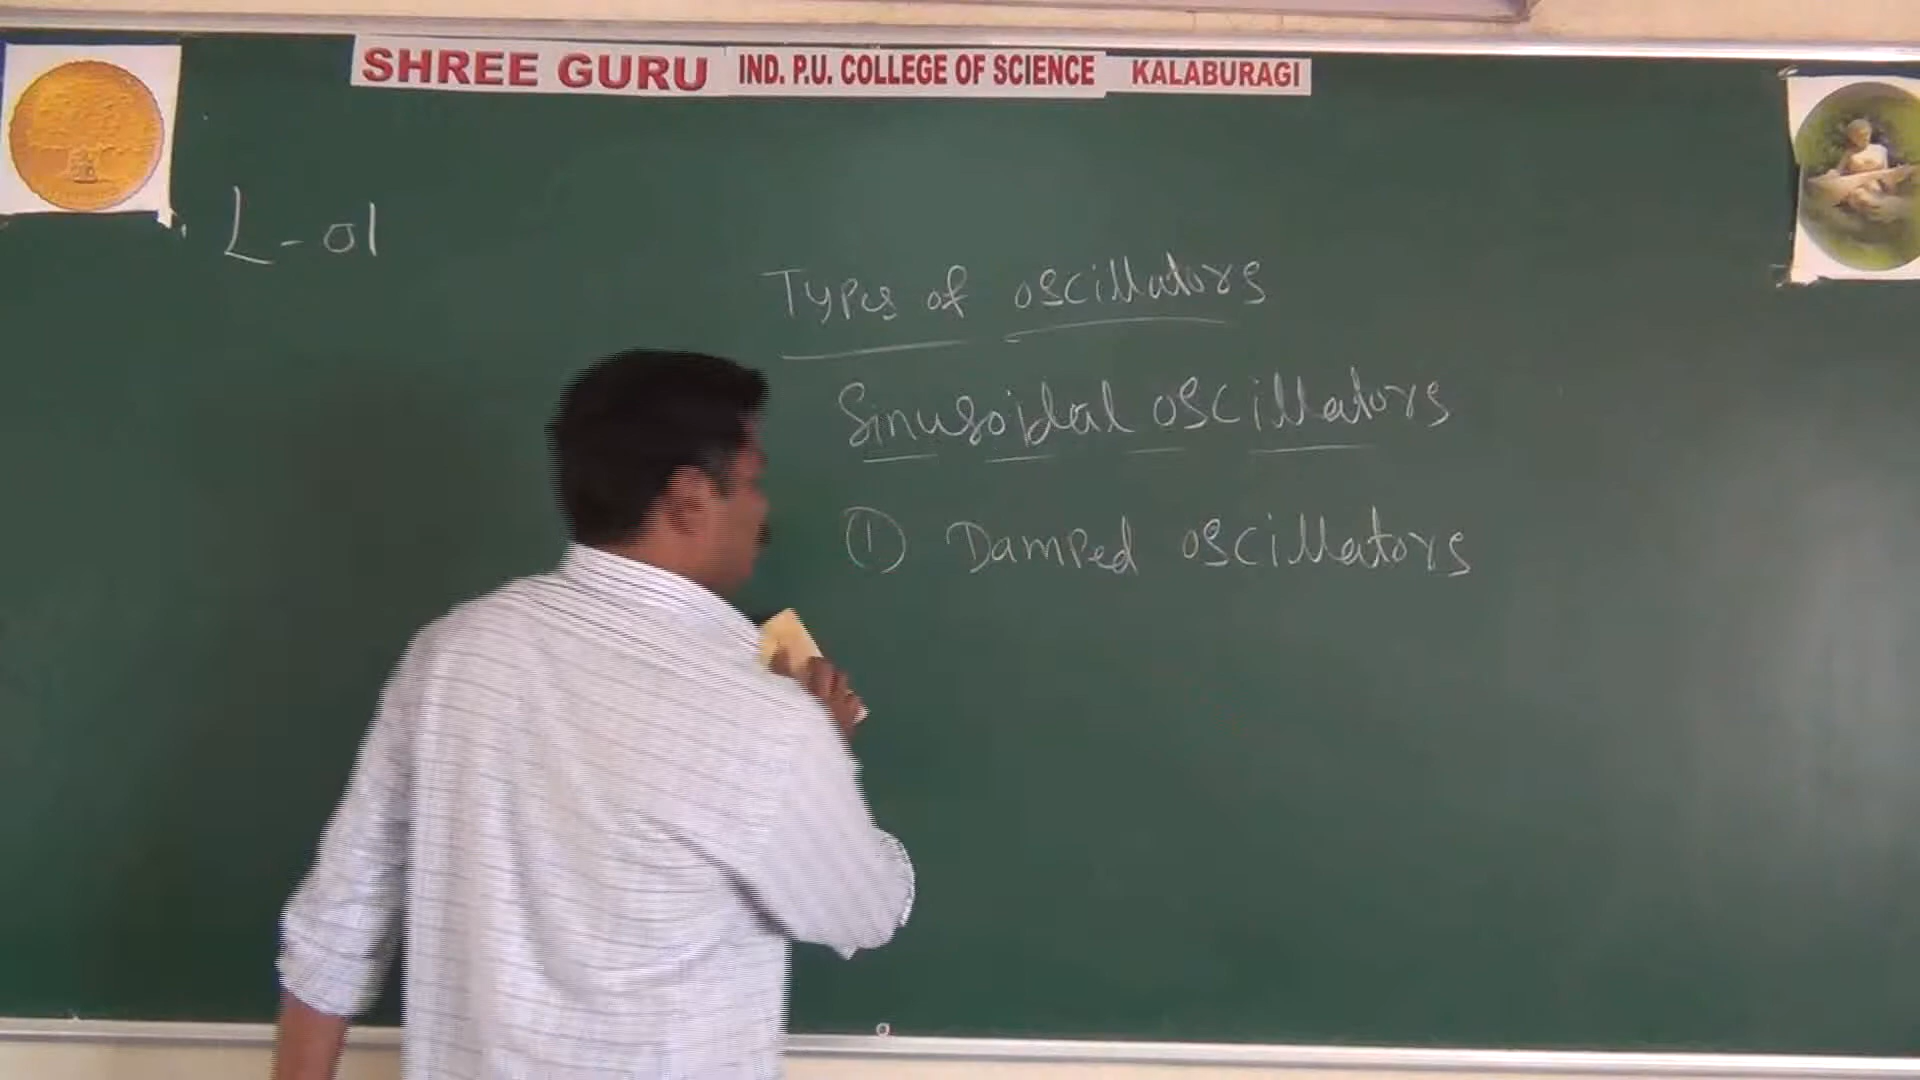 SHREE GURU IND. P.U. COLLEGE OF SCIENCE KALABURAGI
L-01
Types of oscillators
Sinusoidal oscillators
① Damped oscillators